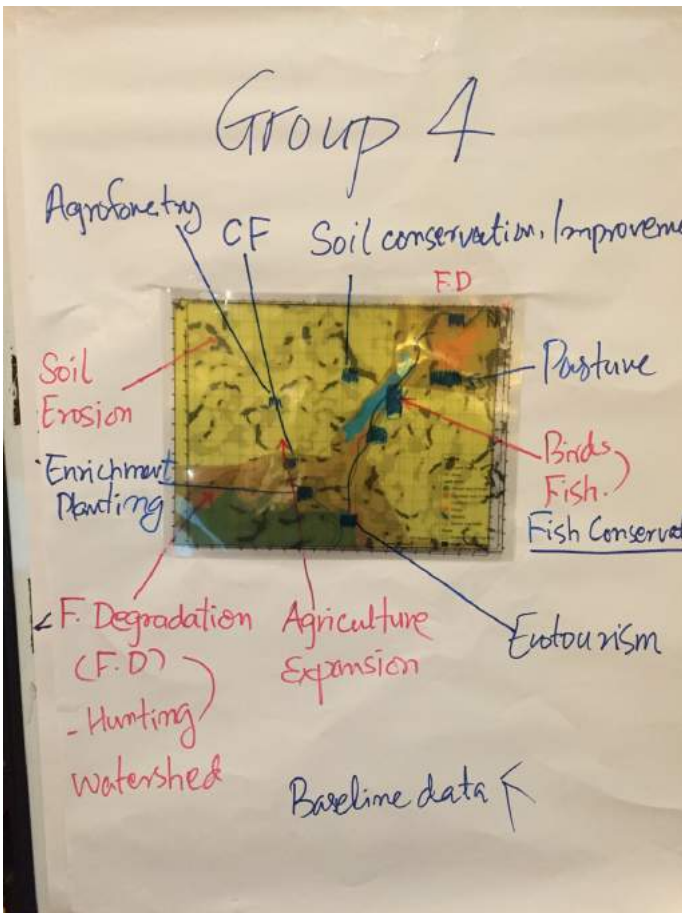 Group 4
Agroforestry
CF
Soil conservation, Improveme
F.D
Soil
Erosion
Pasture
Enrichment
Planting
Birds
Fish.
Fish Conservat
F. Degradation
(F.D)
- Hunting
watershed
Agriculture
Expansion
Ecotourism
Baseline data